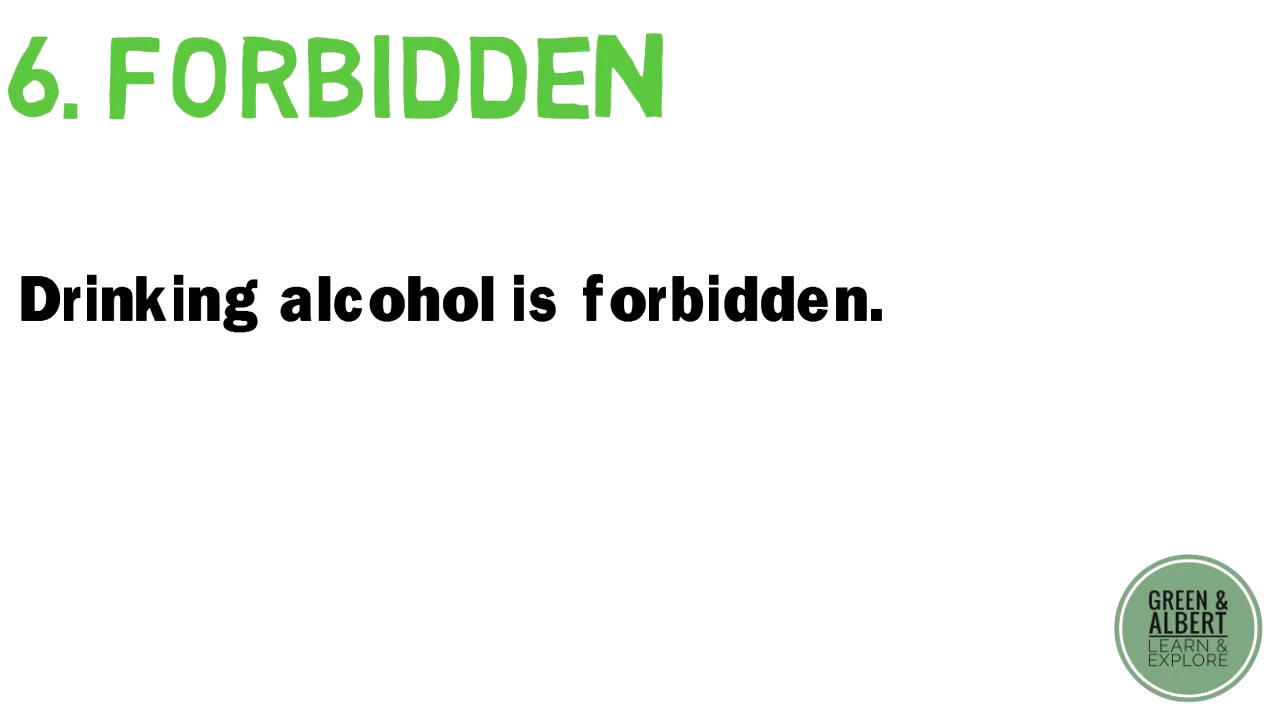 6. FORBIDDEN
Drinking alcohol is forbidden.
GREEN &
ALBERT
LEARN &
EXPLORE